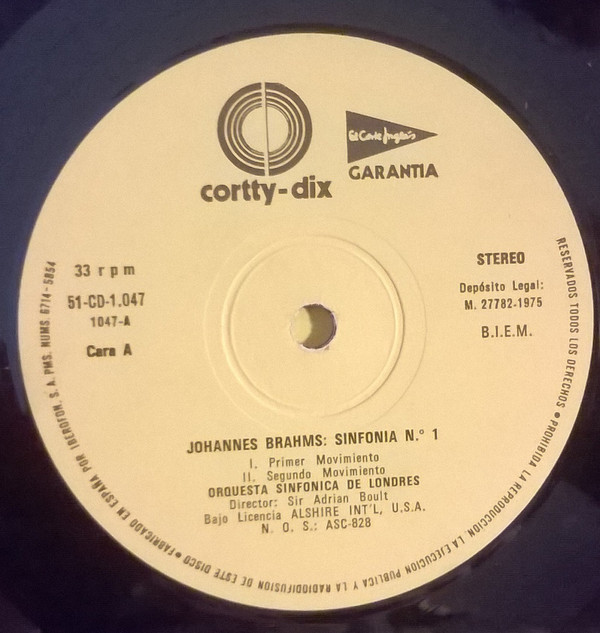 cortty-dix
El Corte Inglés
GARANTIA
33 rpm
51-CD-1.047
1047-A
Cara A
STEREO
Depósito Legal:
M. 27782-1975
B.I.E.M.
JOHANNES BRAHMS: SINFONIA N.º 1
I. Primer Movimiento
II. Segundo Movimiento
ORQUESTA SINFONICA DE LONDRES
Director: Sir Adrian Boult
Bajo Licencia ALSHIRE INT'L, U.S.A.
N. O. S.: ASC-828
RESERVADOS TODOS LOS DERECHOS • PROHIBIDA LA REPRODUCCION, LA EJECUCION PUBLICA Y LA RADIODIFUSION DE ESTE DISCO • FABRICADO EN ESPAÑA POR IBEROFON, S. A. PMS. NUMS. 6714-5854